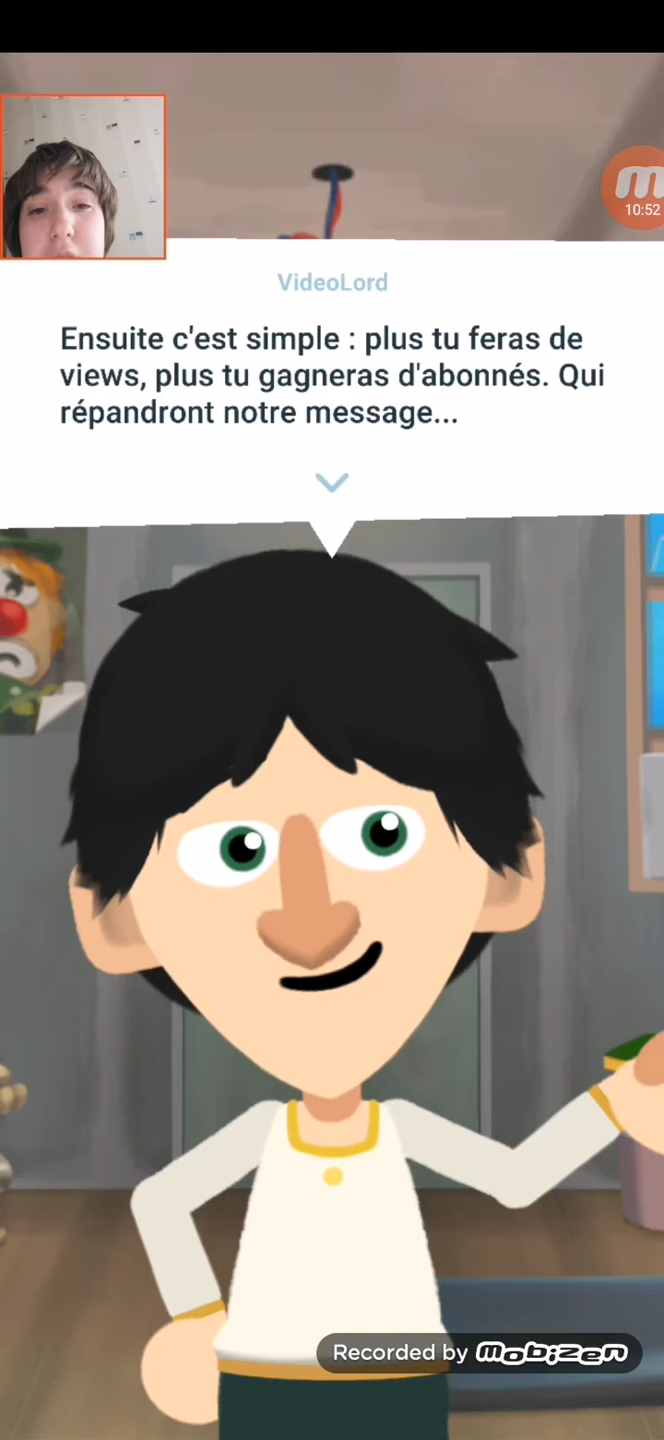 10:52
VideoLord
Ensuite c'est simple : plus tu feras de
views, plus tu gagneras d'abonnés. Qui
répandront notre message...
Recorded by mobizen